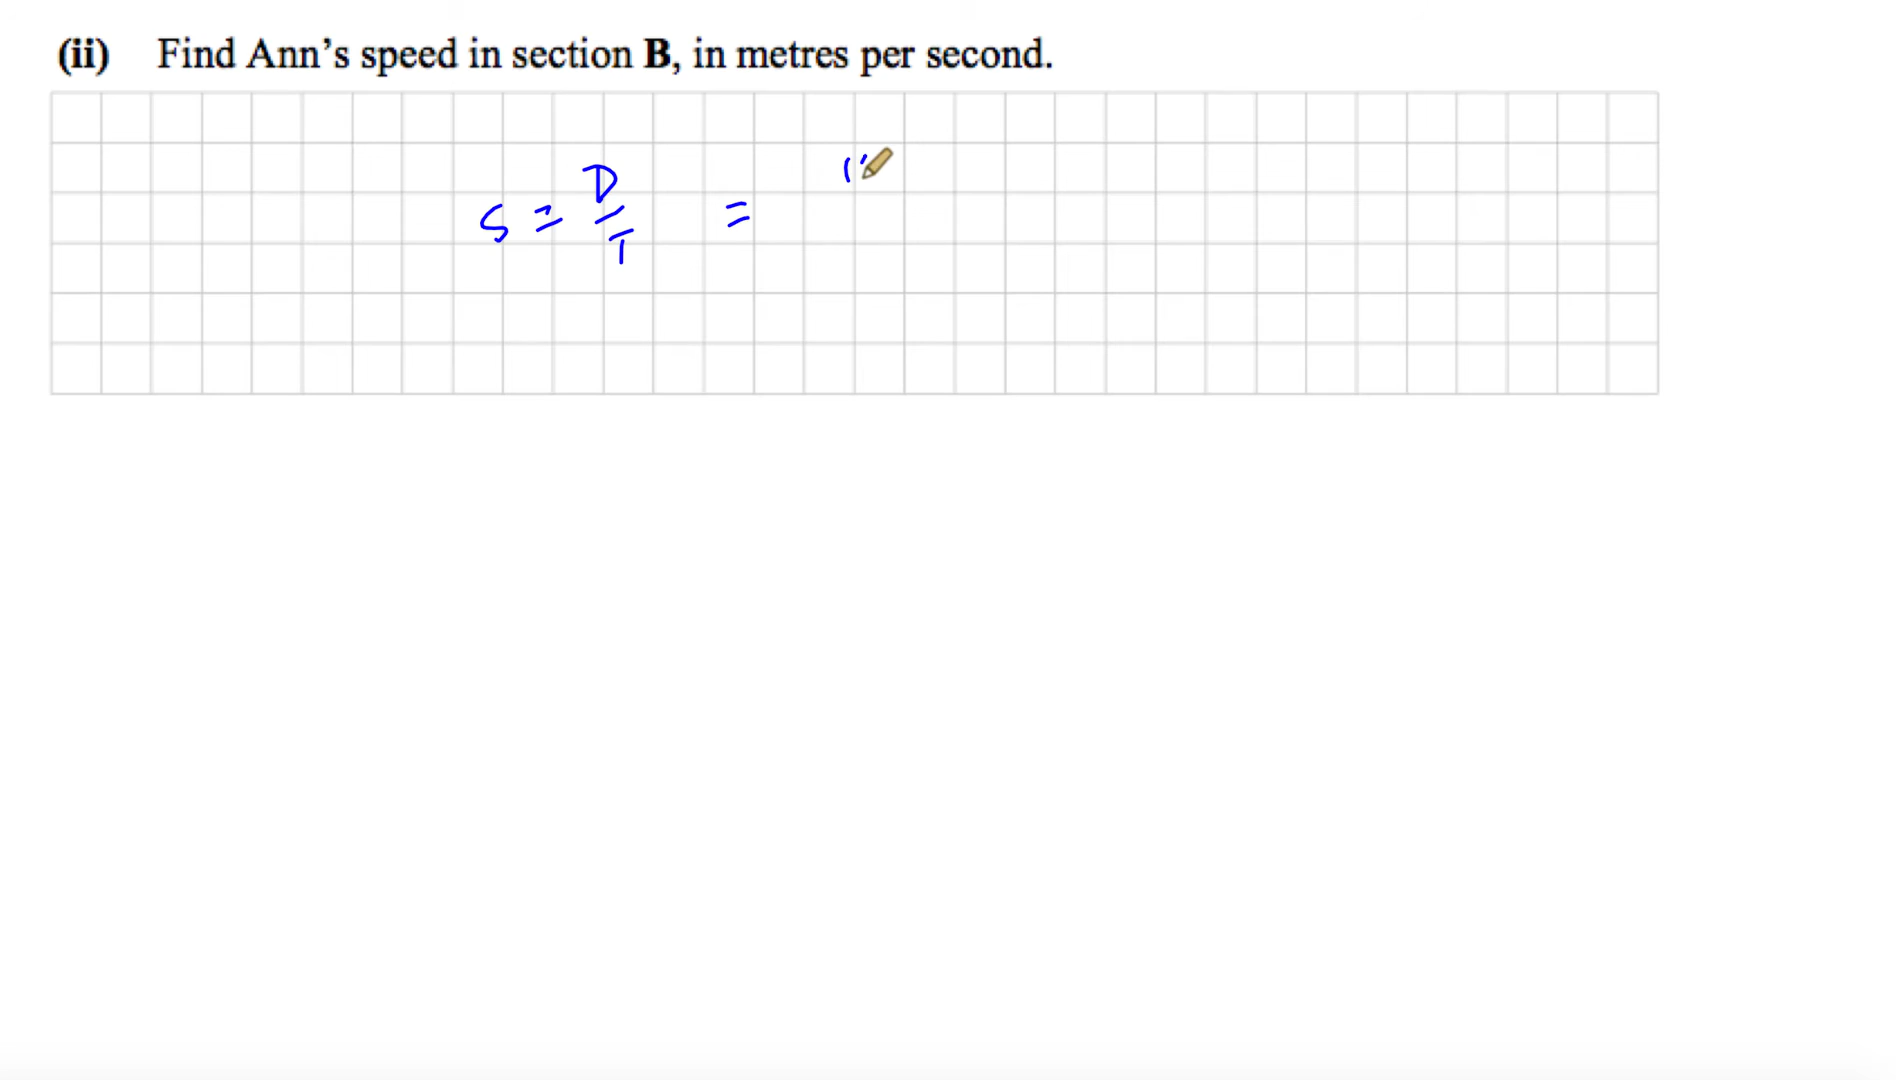 (ii) Find Ann's speed in section B, in metres per second.
S = D/T =